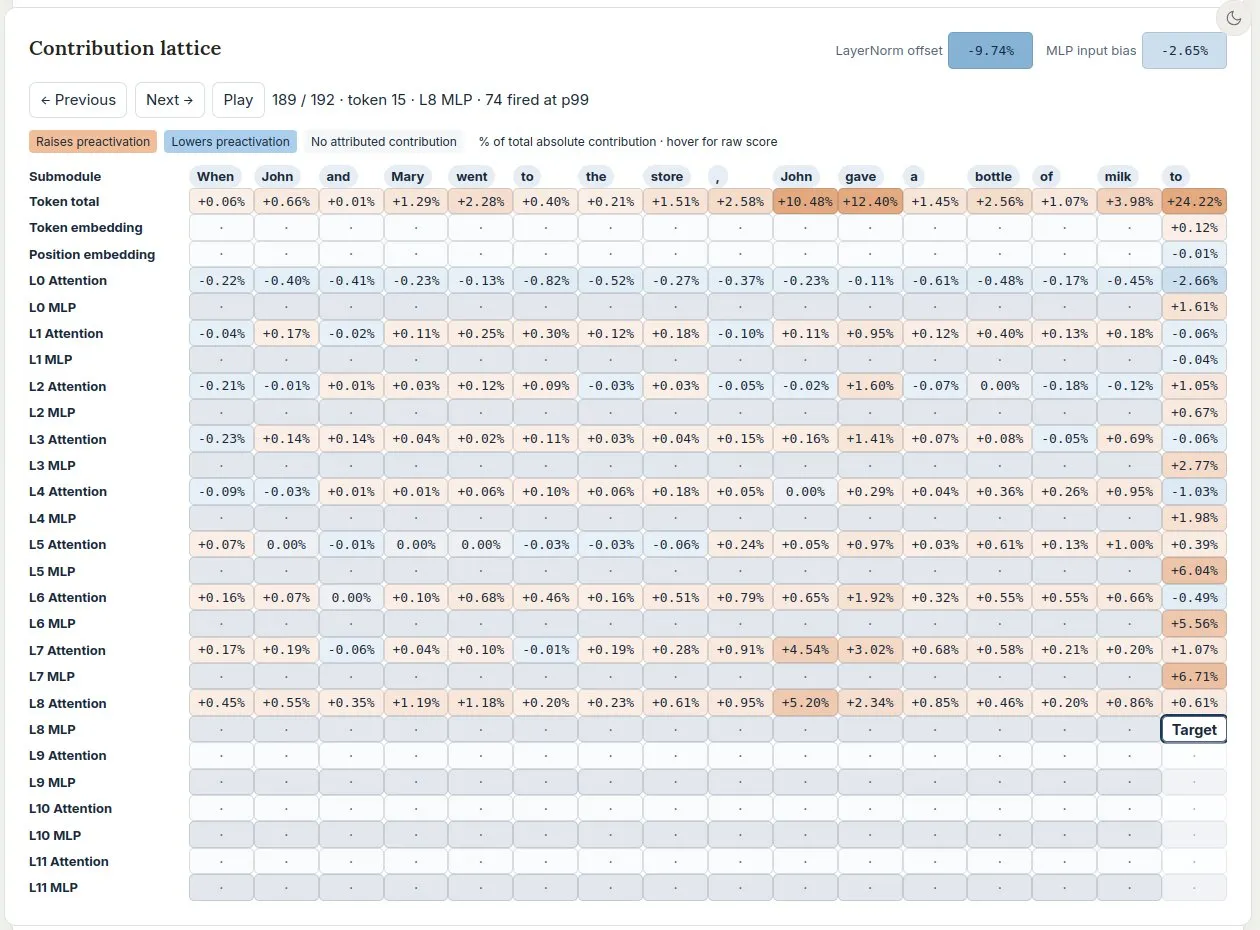 Contribution lattice
LayerNorm offset -9.74% MLP input bias -2.65%
← Previous Next → Play 189 / 192 · token 15 · L8 MLP · 74 fired at p99
Raises preactivation Lowers preactivation No attributed contribution % of total absolute contribution · hover for raw score
Submodule When John and Mary went to the store , John gave a bottle of milk to
Token total +0.06% +0.66% +0.01% +1.29% +2.28% +0.40% +0.21% +1.51% +2.58% +10.48% +12.40% +1.45% +2.56% +1.07% +3.98% +24.22%
Token embedding · · · · · · · · · · · · · · · +0.12%
Position embedding · · · · · · · · · · · · · · · -0.01%
L0 Attention -0.22% -0.40% -0.41% -0.23% -0.13% -0.82% -0.52% -0.27% -0.37% -0.23% -0.11% -0.61% -0.48% -0.17% -0.45% -2.66%
L0 MLP · · · · · · · · · · · · · · · +1.61%
L1 Attention -0.04% +0.17% -0.02% +0.11% +0.25% +0.30% +0.12% +0.18% -0.10% +0.11% +0.95% +0.12% +0.40% +0.13% +0.18% -0.06%
L1 MLP · · · · · · · · · · · · · · · -0.04%
L2 Attention -0.21% -0.01% +0.01% +0.03% +0.12% +0.09% -0.03% +0.03% -0.05% -0.02% +1.60% -0.07% 0.00% -0.18% -0.12% +1.05%
L2 MLP · · · · · · · · · · · · · · · +0.67%
L3 Attention -0.23% +0.14% +0.14% +0.04% +0.02% +0.11% +0.03% +0.04% +0.15% +0.16% +1.41% +0.07% +0.08% -0.05% +0.69% -0.06%
L3 MLP · · · · · · · · · · · · · · · +2.77%
L4 Attention -0.09% -0.03% +0.01% +0.01% +0.06% +0.10% +0.06% +0.18% +0.05% 0.00% +0.29% +0.04% +0.36% +0.26% +0.95% -1.03%
L4 MLP · · · · · · · · · · · · · · · +1.98%
L5 Attention +0.07% 0.00% -0.01% 0.00% 0.00% -0.03% -0.03% -0.06% +0.24% +0.05% +0.97% +0.03% +0.61% +0.13% +1.00% +0.39%
L5 MLP · · · · · · · · · · · · · · · +6.04%
L6 Attention +0.16% +0.07% 0.00% +0.10% +0.68% +0.46% +0.16% +0.51% +0.79% +0.65% +1.92% +0.32% +0.55% +0.55% +0.66% -0.49%
L6 MLP · · · · · · · · · · · · · · · +5.56%
L7 Attention +0.17% +0.19% -0.06% +0.04% +0.10% -0.01% +0.19% +0.28% +0.91% +4.54% +3.02% +0.68% +0.58% +0.21% +0.20% +1.07%
L7 MLP · · · · · · · · · · · · · · · +6.71%
L8 Attention +0.45% +0.55% +0.35% +1.19% +1.18% +0.20% +0.23% +0.61% +0.95% +5.20% +2.34% +0.85% +0.46% +0.20% +0.86% +0.61%
L8 MLP · · · · · · · · · · · · · · · Target
L9 Attention · · · · · · · · · · · · · · · ·
L9 MLP · · · · · · · · · · · · · · · ·
L10 Attention · · · · · · · · · · · · · · · ·
L10 MLP · · · · · · · · · · · · · · · ·
L11 Attention · · · · · · · · · · · · · · · ·
L11 MLP · · · · · · · · · · · · · · · ·